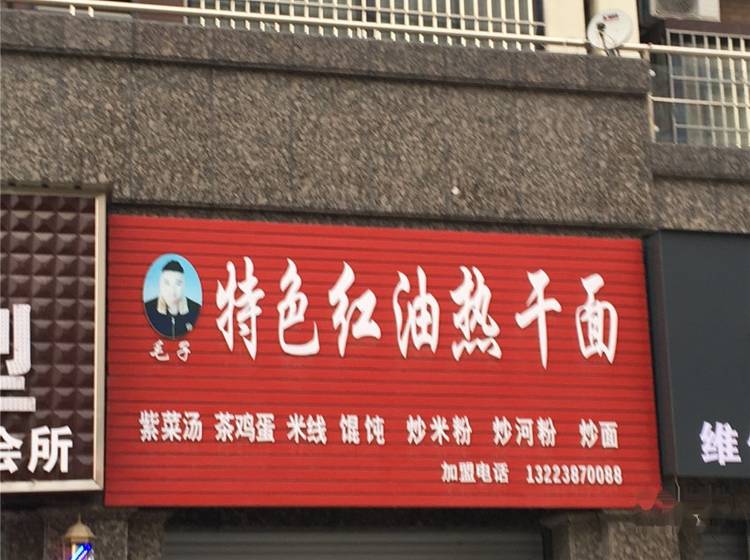 特色红油热干面
毛子
紫菜汤 茶鸡蛋 米线 馄饨 炒米粉 炒河粉 炒面
加盟电话 13223870088
型
会所
维